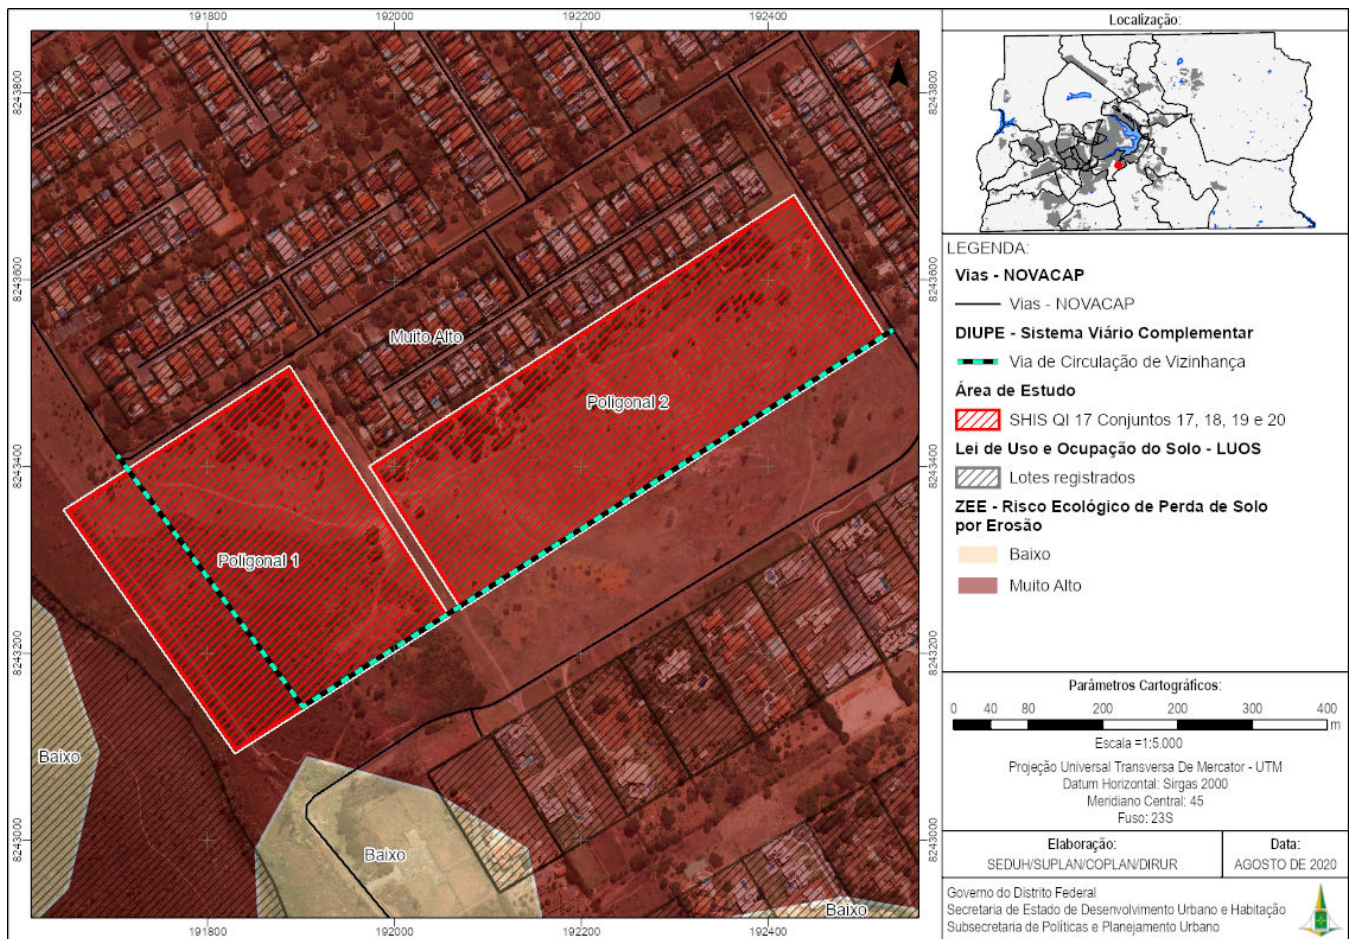 191800
192000
192200
192400
8243800
8243800
8243600
8243600
8243400
8243400
8243200
8243200
8243000
8243000
Muito Alto
Poligonal 2
Poligonal 1
Baixo
Baixo
Baixo
191800
192000
192200
192400
Localização:
LEGENDA:
Vias - NOVACAP
Vias - NOVACAP
DIUPE - Sistema Viário Complementar
Via de Circulação de Vizinhança
Área de Estudo
SHIS QI 17 Conjuntos 17, 18, 19 e 20
Lei de Uso e Ocupação do Solo - LUOS
Lotes registrados
ZEE - Risco Ecológico de Perda de Solo
por Erosão
Baixo
Muito Alto
Parâmetros Cartográficos:
0 40 80 200 200 300 400
m
Escala =1:5.000
Projeção Universal Transversa De Mercator - UTM
Datum Horizontal: Sirgas 2000
Meridiano Central: 45
Fuso: 23S
Elaboração:
SEDUH/SUPLAN/COPLAN/DIRUR
Data:
AGOSTO DE 2020
Governo do Distrito Federal
Secretaria de Estado de Desenvolvimento Urbano e Habitação
Subsecretaria de Políticas e Planejamento Urbano